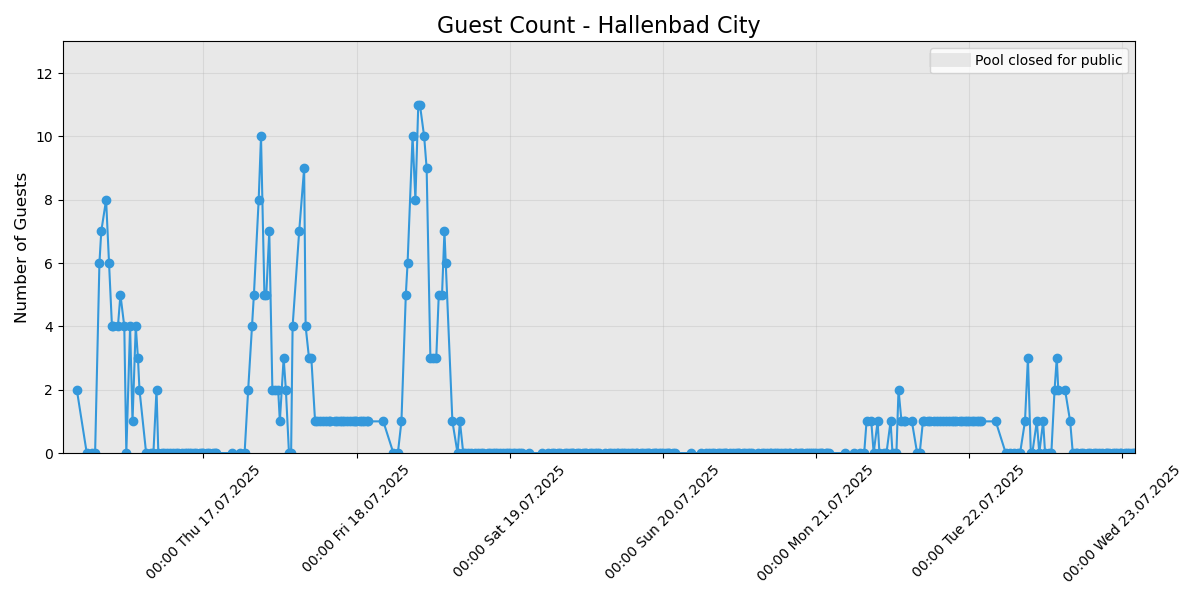 Guest Count - Hallenbad City
Pool closed for public
Number of Guests
12
10
8
6
4
2
0
00:00 Thu 17.07.2025
00:00 Fri 18.07.2025
00:00 Sat 19.07.2025
00:00 Sun 20.07.2025
00:00 Mon 21.07.2025
00:00 Tue 22.07.2025
00:00 Wed 23.07.2025